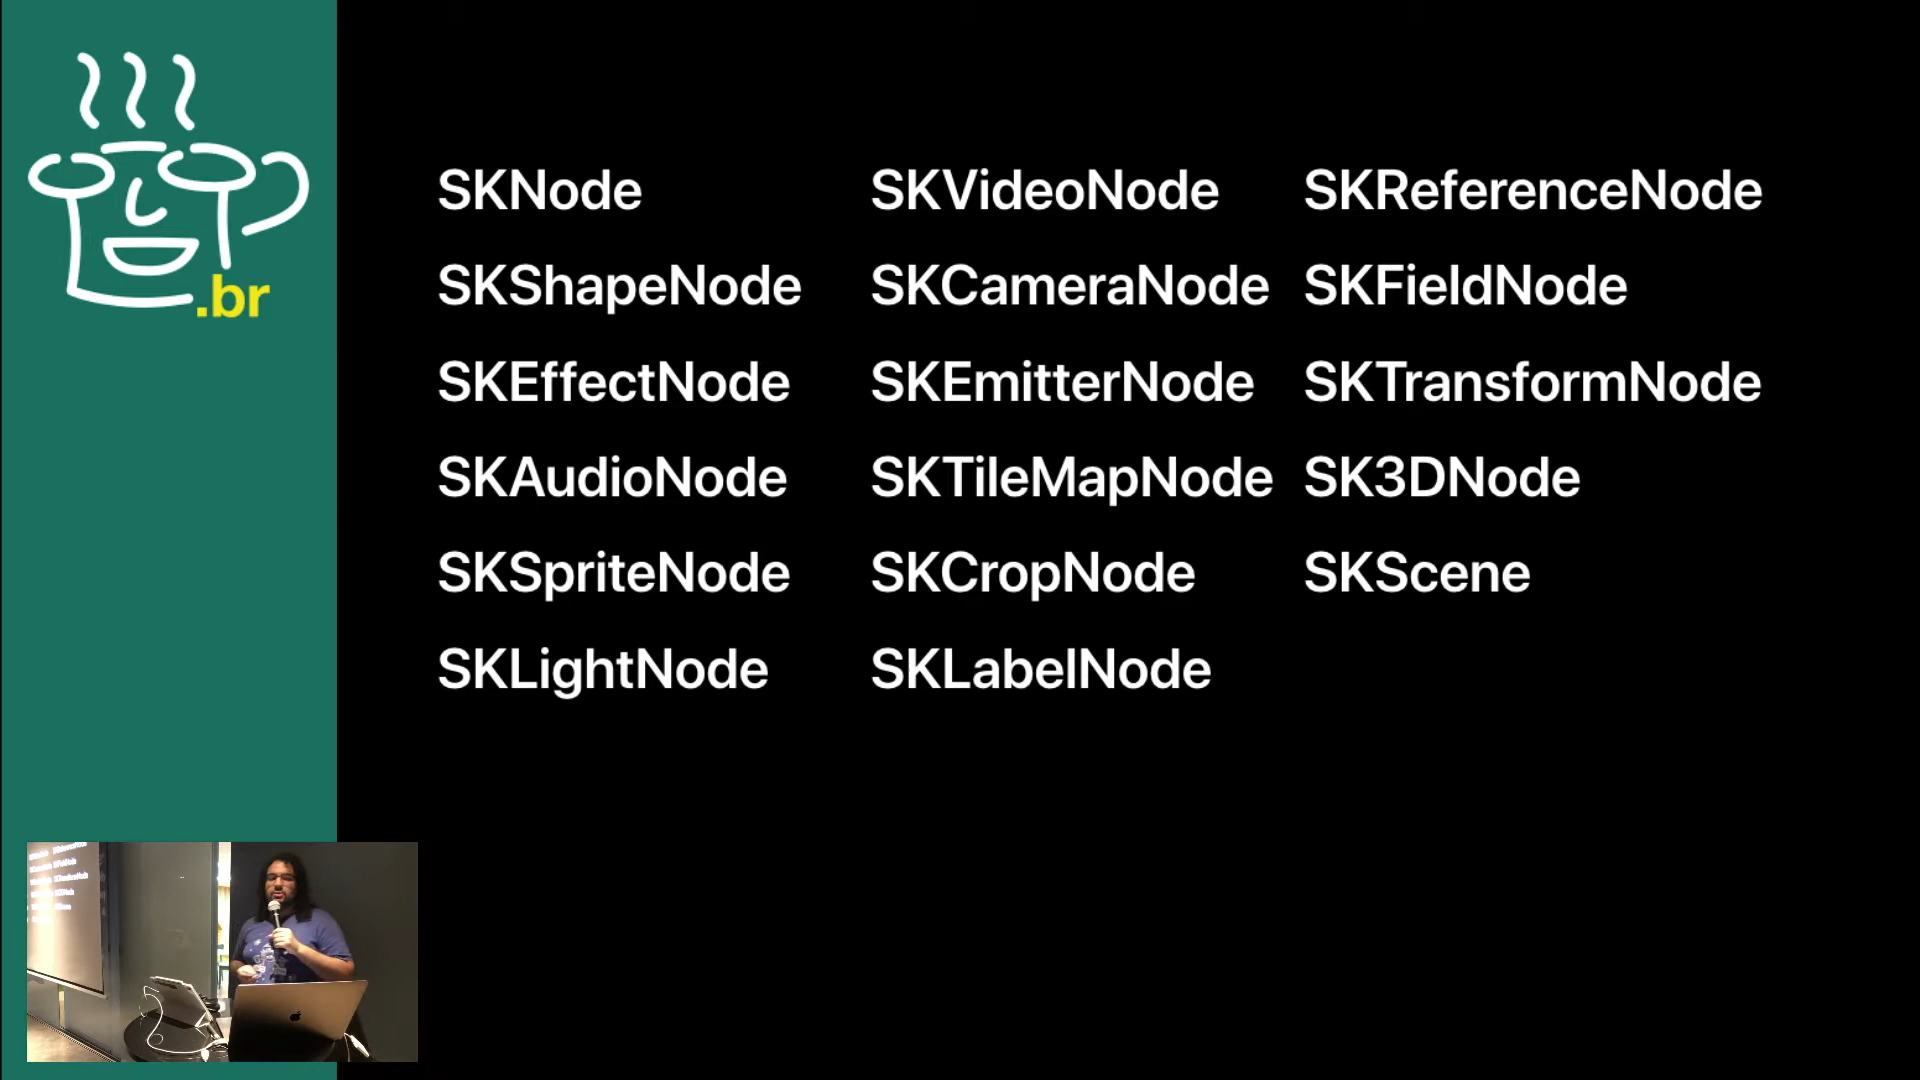 SKNode
SKShapeNode
SKEffectNode
SKAudioNode
SKSpriteNode
SKLightNode
SKVideoNode
SKCameraNode
SKEmitterNode
SKTileMapNode
SKCropNode
SKLabelNode
SKReferenceNode
SKFieldNode
SKTransformNode
SK3DNode
SKScene
.br